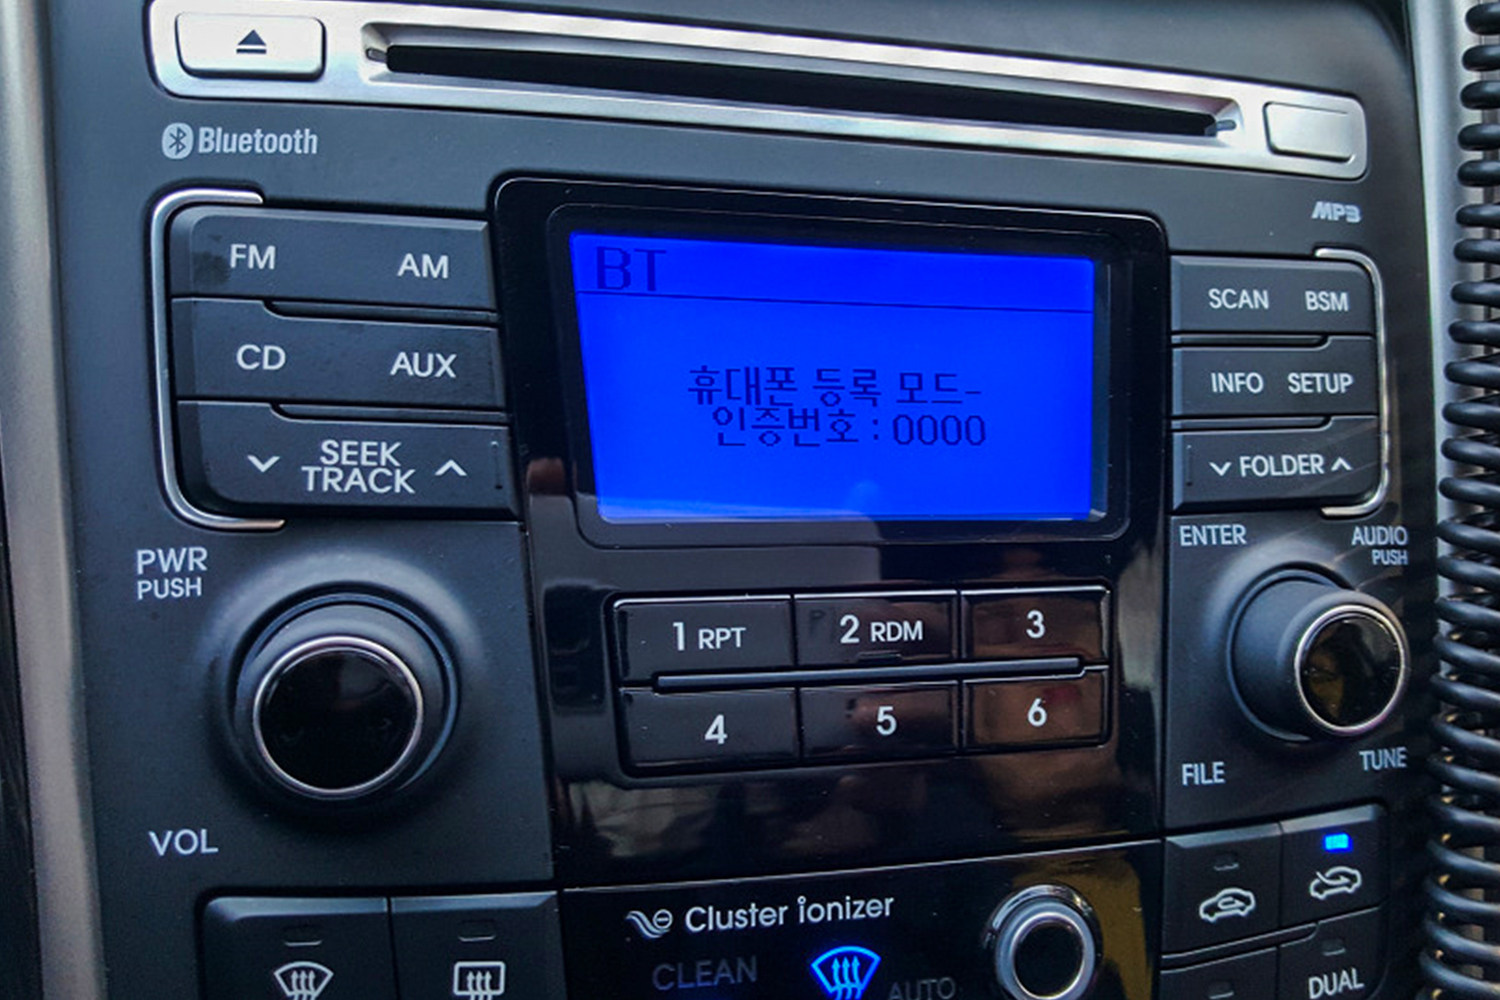 Bluetooth
MP3
FM AM
BT
SCAN BSM
CD AUX
휴대폰 등록 모드-
인증번호 : 0000
INFO SETUP
SEEK
TRACK
FOLDER
PWR
PUSH
ENTER
AUDIO
PUSH
1 RPT
2 RDM
3
4
5
6
VOL
FILE
TUNE
Cluster ionizer
CLEAN
AUTO
DUAL